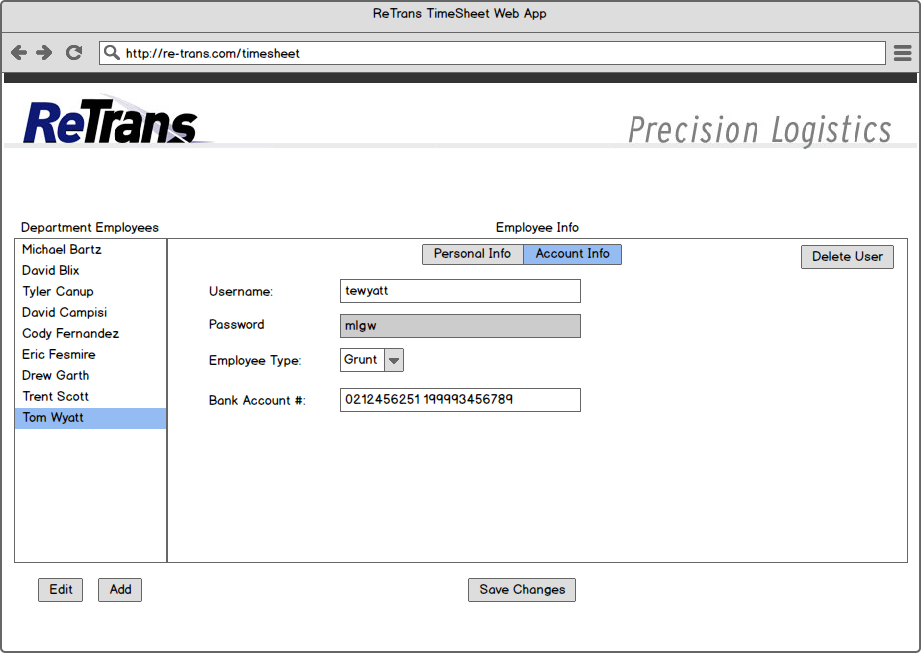 ReTrans TimeSheet Web App
http://re-trans.com/timesheet
ReTrans
Precision Logistics
Department Employees
Employee Info
Michael Bartz
David Blix
Tyler Canup
David Campisi
Cody Fernandez
Eric Fesmire
Drew Garth
Trent Scott
Tom Wyatt
Personal Info
Account Info
Delete User
Username: tewyatt
Password mlgw
Employee Type: Grunt
Bank Account #: 0212456251 199993456789
Edit
Add
Save Changes